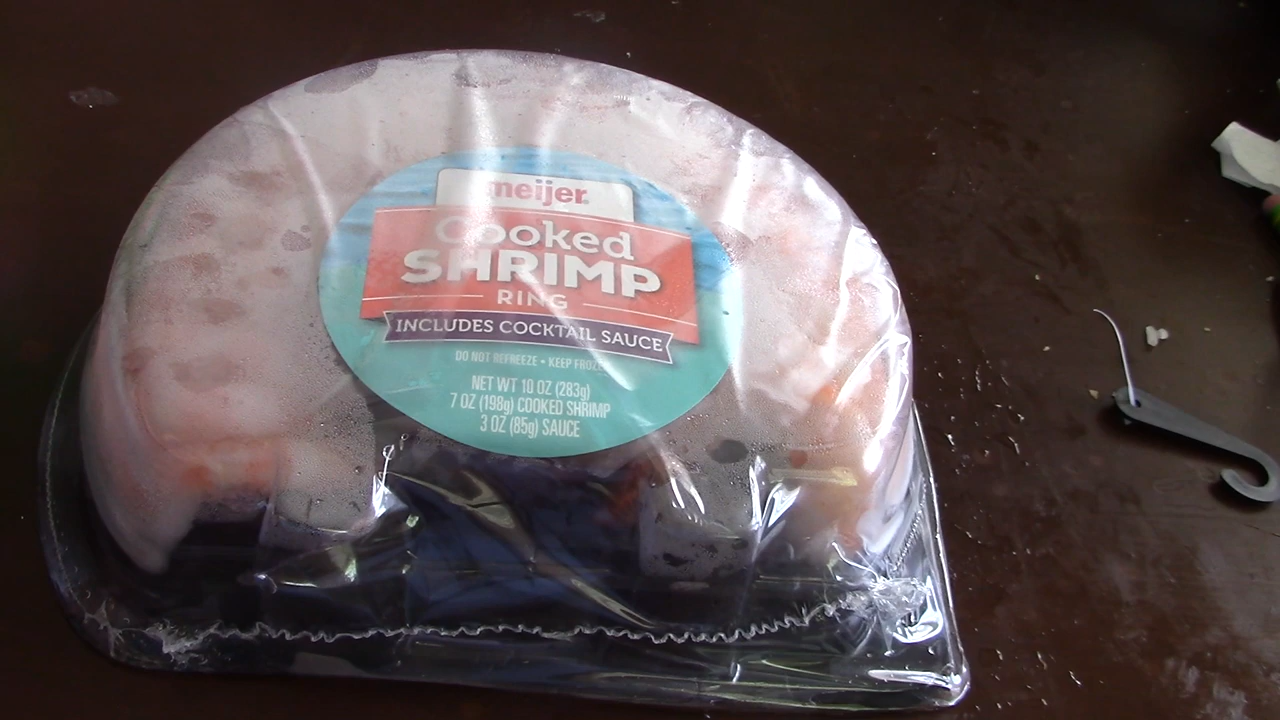 meijer
Cooked
SHRIMP
RING
INCLUDES COCKTAIL SAUCE
DO NOT REFREEZE • KEEP FROZEN
NET WT 10 OZ (283g)
7 OZ (198g) COOKED SHRIMP
3 OZ (85g) SAUCE